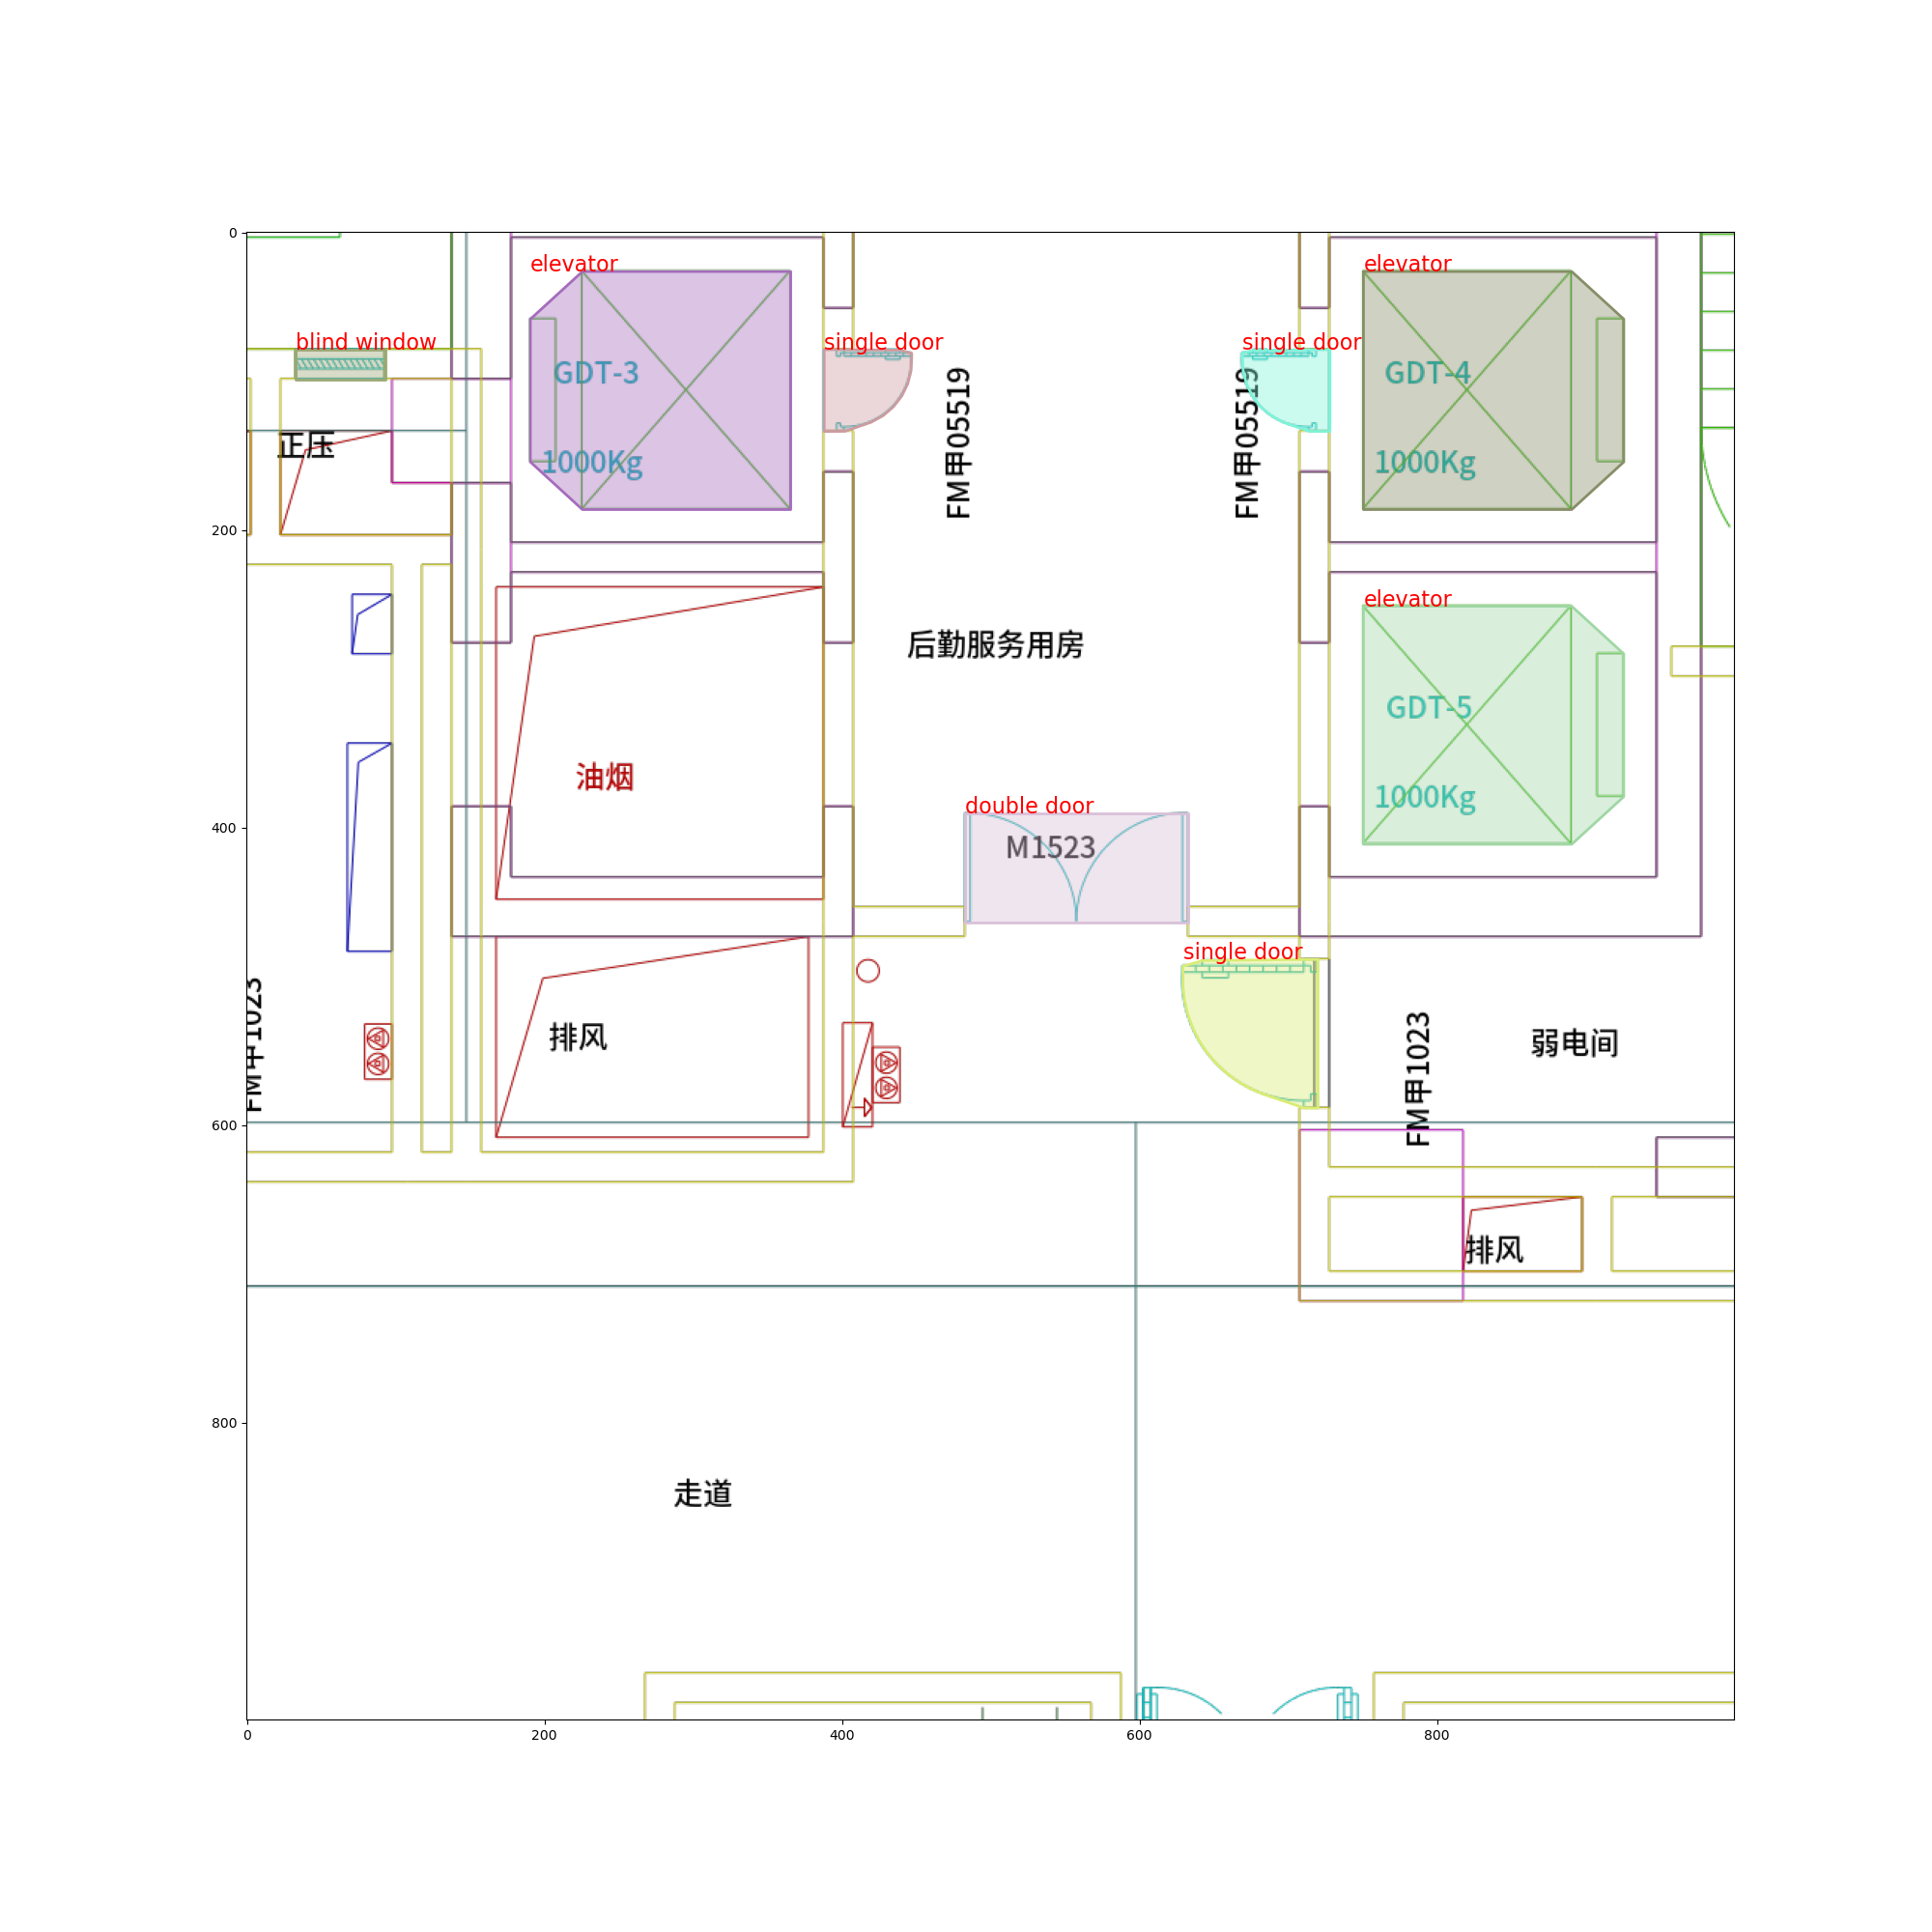 0
200
400
600
800
0
200
400
600
800
elevator
elevator
blind window
single door
single door
GDT-3
1000Kg
GDT-4
1000Kg
FM甲05519
FM甲05519
正压
elevator
后勤服务用房
GDT-5
1000Kg
油烟
double door
M1523
single door
FM甲1023
排风
FM甲1023
弱电间
排风
走道